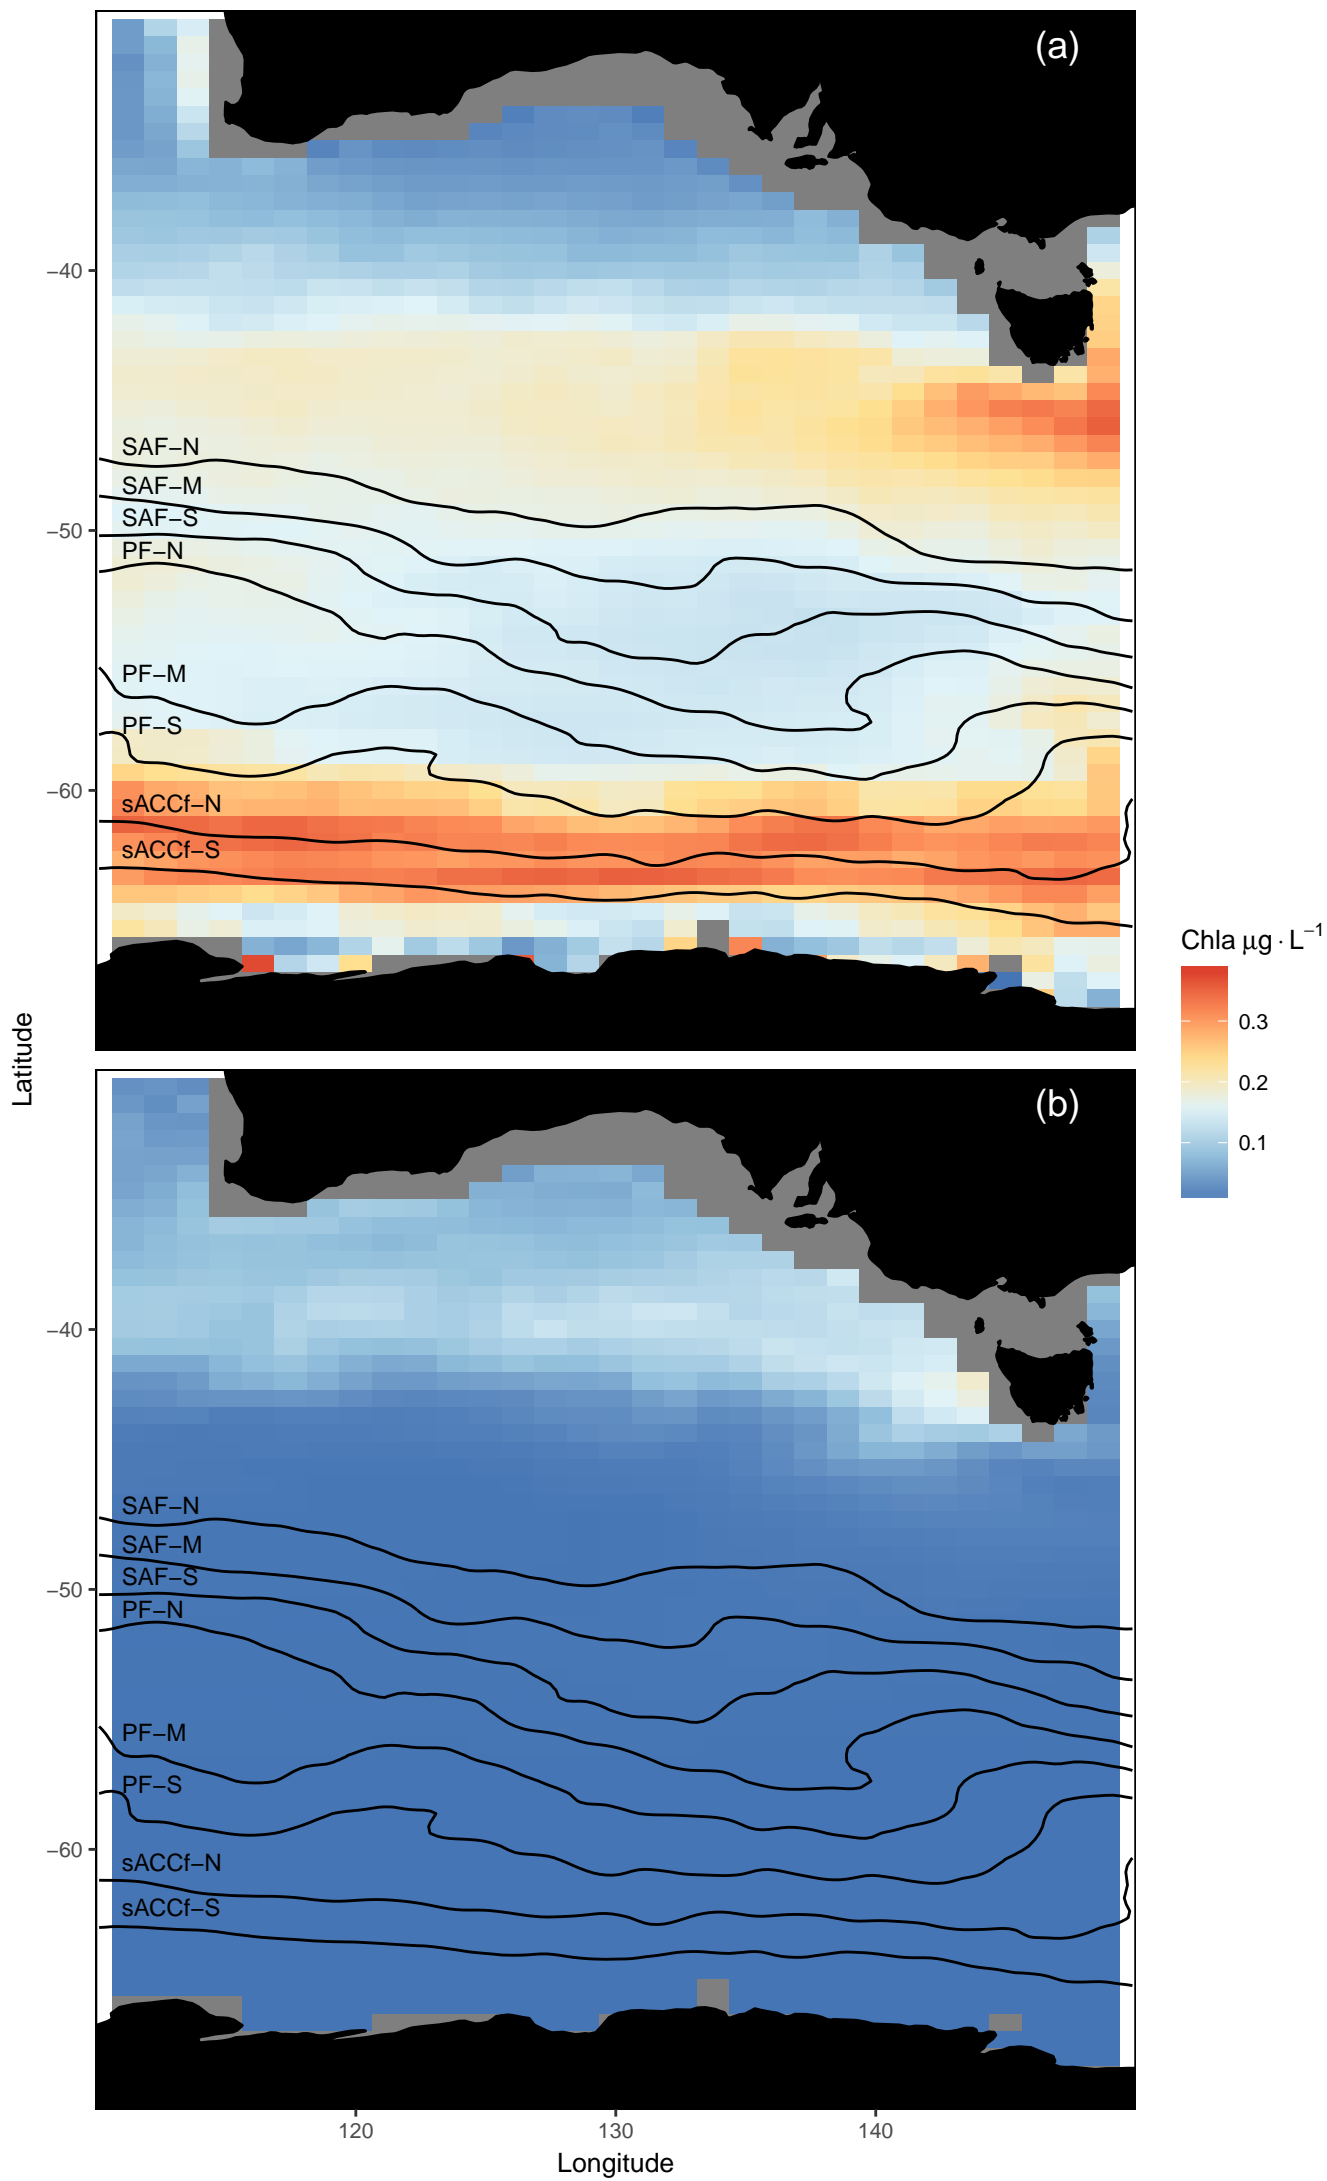 (a)
−40
SAF−N
SAF−M
SAF−S
−50
PF−N
PF−M
PF−S
−60
sACCf−N
sACCf−S
Chla µg · L⁻¹
0.3
0.2
0.1
Latitude
(b)
−40
SAF−N
SAF−M
SAF−S
−50
PF−N
PF−M
PF−S
−60
sACCf−N
sACCf−S
120 130 140
Longitude